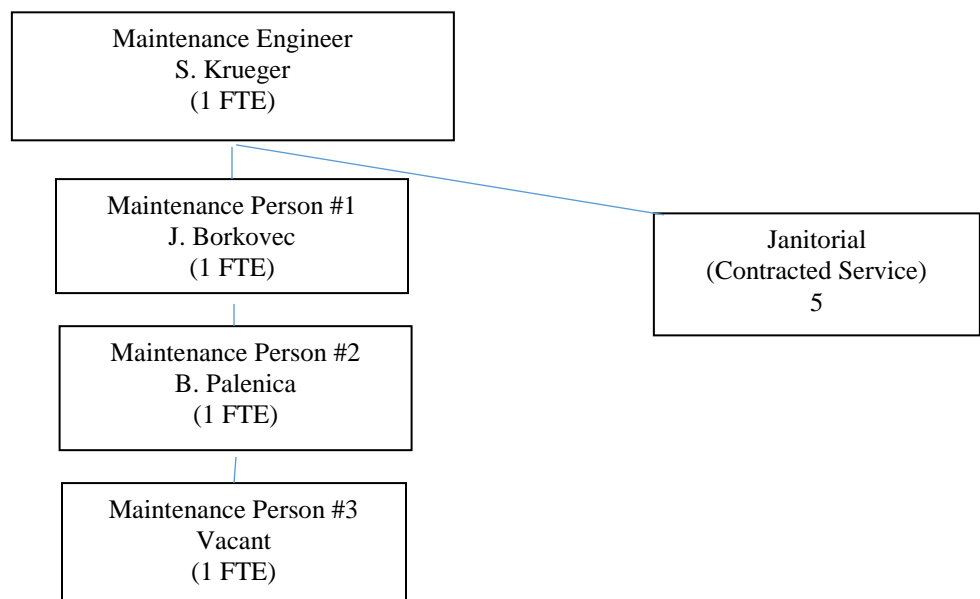 Maintenance Engineer
S. Krueger
(1 FTE)
Maintenance Person #1
J. Borkovec
(1 FTE)
Janitorial
(Contracted Service)
5
Maintenance Person #2
B. Palenica
(1 FTE)
Maintenance Person #3
Vacant
(1 FTE)